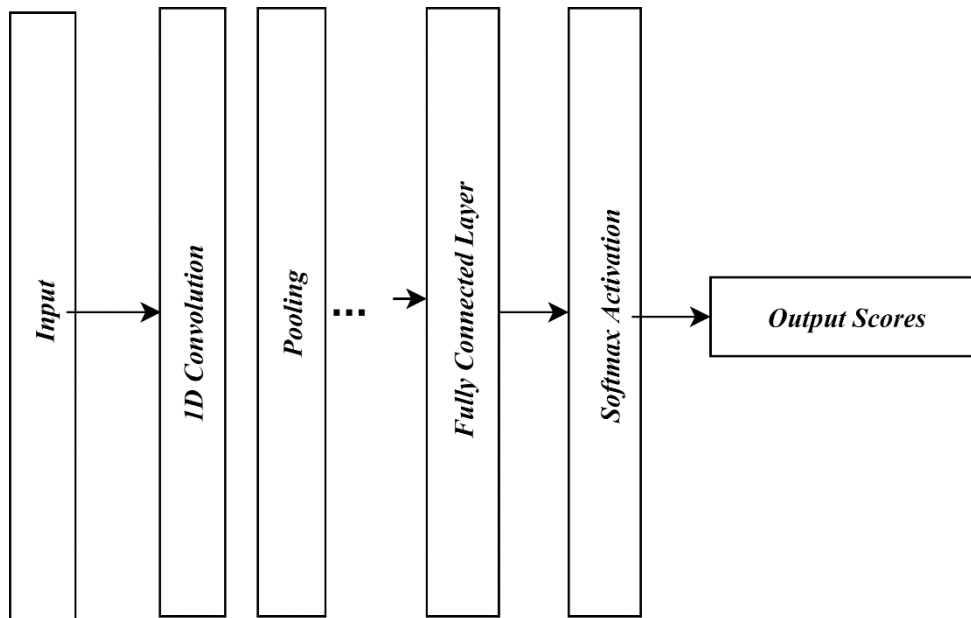 Input
1D Convolution
Pooling
...
Fully Connected Layer
Softmax Activation
Output Scores